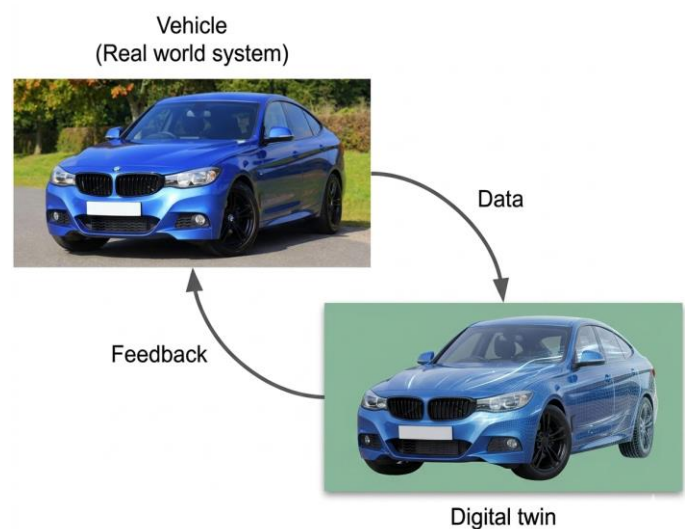 Vehicle
(Real world system)
Data
Feedback
Digital twin